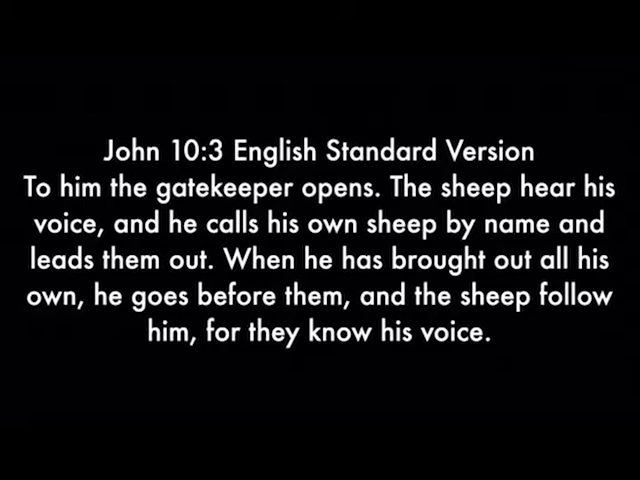 John 10:3 English Standard Version
To him the gatekeeper opens. The sheep hear his
voice, and he calls his own sheep by name and
leads them out. When he has brought out all his
own, he goes before them, and the sheep follow
him, for they know his voice.